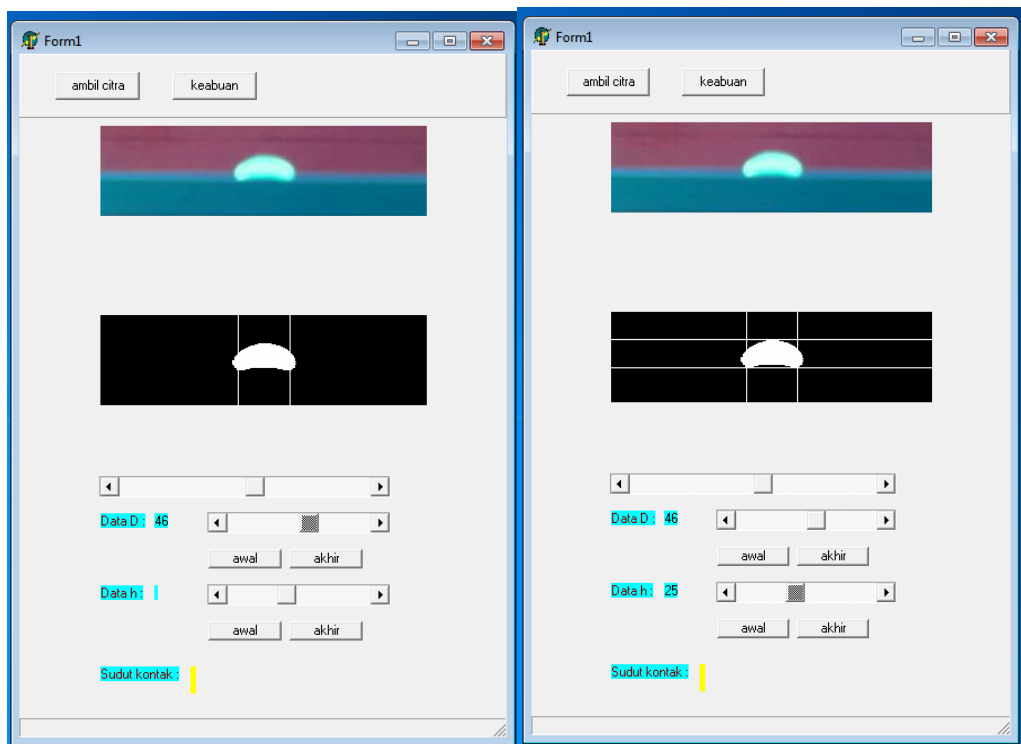 Form1
ambil citra keabuan
Data D : 46
awal akhir
Data h :
awal akhir
Sudut kontak :
Form1
ambil citra keabuan
Data D : 46
awal akhir
Data h : 25
awal akhir
Sudut kontak :